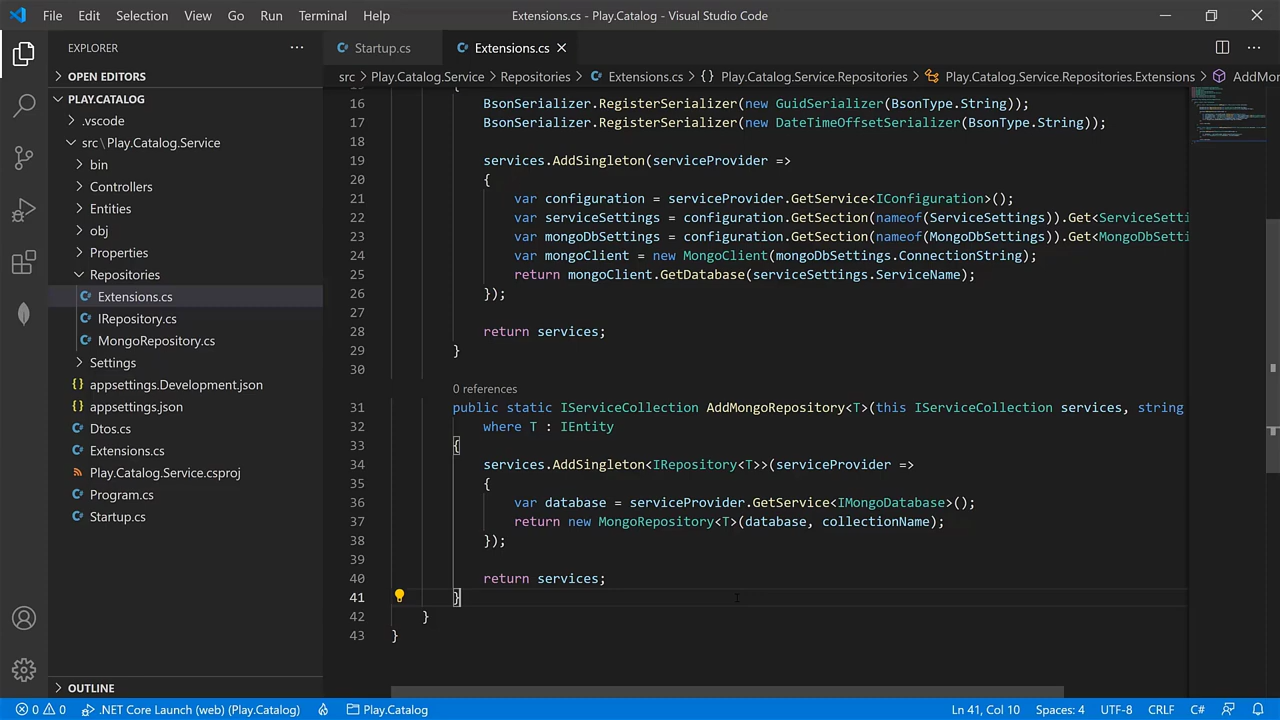 File Edit Selection View Go Run Terminal Help
Extensions.cs - Play.Catalog - Visual Studio Code
EXPLORER
OPEN EDITORS
PLAY.CATALOG
.vscode
src\Play.Catalog.Service
bin
Controllers
Entities
obj
Properties
Repositories
C# Extensions.cs
C# IRepository.cs
C# MongoRepository.cs
Settings
{} appsettings.Development.json
{} appsettings.json
C# Dtos.cs
C# Extensions.cs
Play.Catalog.Service.csproj
C# Program.cs
C# Startup.cs
OUTLINE
C# Startup.cs
C# Extensions.cs
src > Play.Catalog.Service > Repositories > C# Extensions.cs > {} Play.Catalog.Service.Repositories > Play.Catalog.Service.Repositories.Extensions > AddMo
{
16 BsonSerializer.RegisterSerializer(new GuidSerializer(BsonType.String));
17 BsonSerializer.RegisterSerializer(new DateTimeOffsetSerializer(BsonType.String));
18
19 services.AddSingleton(serviceProvider =>
20 {
21 var configuration = serviceProvider.GetService<IConfiguration>();
22 var serviceSettings = configuration.GetSection(nameof(ServiceSettings)).Get<ServiceSetti
23 var mongoDbSettings = configuration.GetSection(nameof(MongoDbSettings)).Get<MongoDbSetti
24 var mongoClient = new MongoClient(mongoDbSettings.ConnectionString);
25 return mongoClient.GetDatabase(serviceSettings.ServiceName);
26 });
27
28 return services;
29 }
30
0 references
31 public static IServiceCollection AddMongoRepository<T>(this IServiceCollection services, string
32 where T : IEntity
33 {
34 services.AddSingleton<IRepository<T>>(serviceProvider =>
35 {
36 var database = serviceProvider.GetService<IMongoDatabase>();
37 return new MongoRepository<T>(database, collectionName);
38 });
39
40 return services;
41 }
42 }
43 }
0 0 .NET Core Launch (web) (Play.Catalog) Play.Catalog Ln 41, Col 10 Spaces: 4 UTF-8 CRLF C#